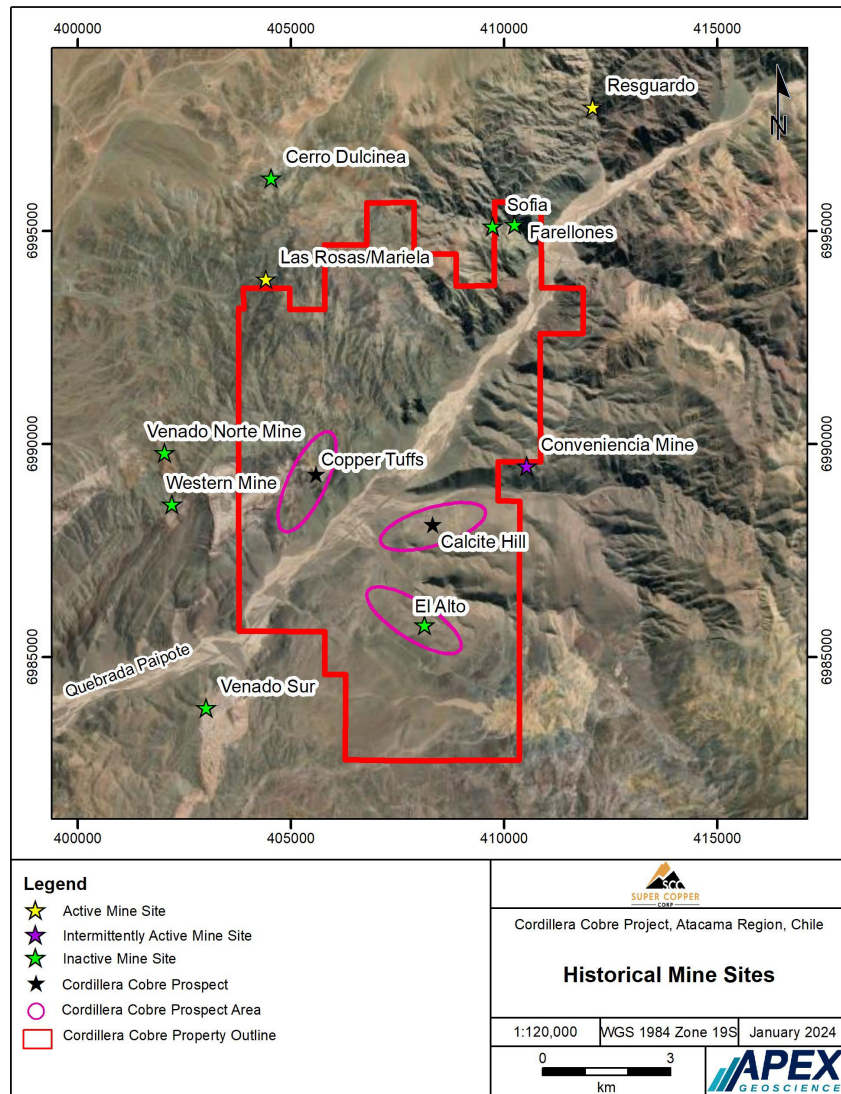 400000 405000 410000 415000
Resguardo
N
Cerro Dulcinea
Sofia
6995000 6995000
Farellones
Las Rosas/Mariela
Venado Norte Mine
Conveniencia Mine
6990000 6990000
Copper Tuffs
Western Mine
Calcite Hill
El Alto
6985000 6985000
Quebrada Paipote
Venado Sur
400000 405000 410000 415000
Legend
Active Mine Site
Intermittently Active Mine Site
Inactive Mine Site
Cordillera Cobre Prospect
Cordillera Cobre Prospect Area
Cordillera Cobre Property Outline
SCC
SUPER COPPER
CORP
Cordillera Cobre Project, Atacama Region, Chile
Historical Mine Sites
1:120,000 WGS 1984 Zone 19S January 2024
0 3
km
APEX
GEOSCIENCE